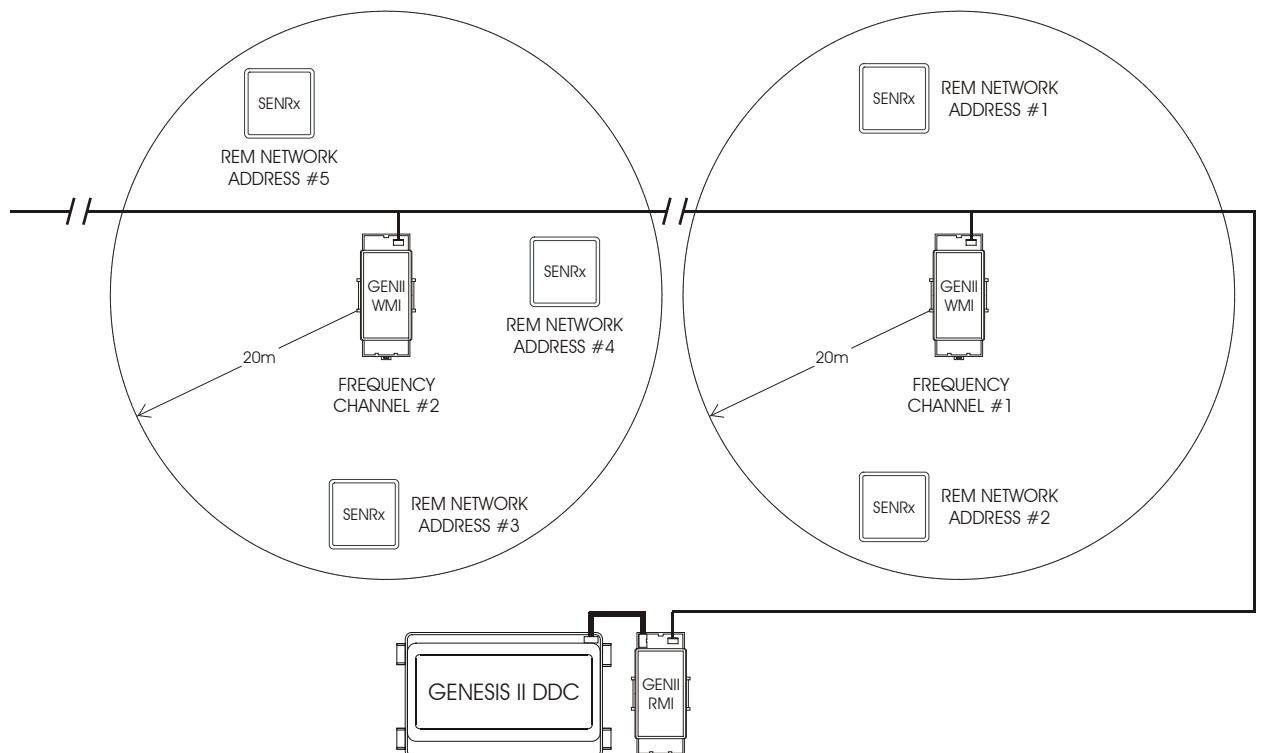 SENRx
REM NETWORK
ADDRESS #5
SENRx
REM NETWORK
ADDRESS #1
GENII
WMI
SENRx
REM NETWORK
ADDRESS #4
20m
FREQUENCY
CHANNEL #2
GENII
WMI
20m
FREQUENCY
CHANNEL #1
SENRx
REM NETWORK
ADDRESS #3
SENRx
REM NETWORK
ADDRESS #2
GENESIS II DDC
GENII
RMI